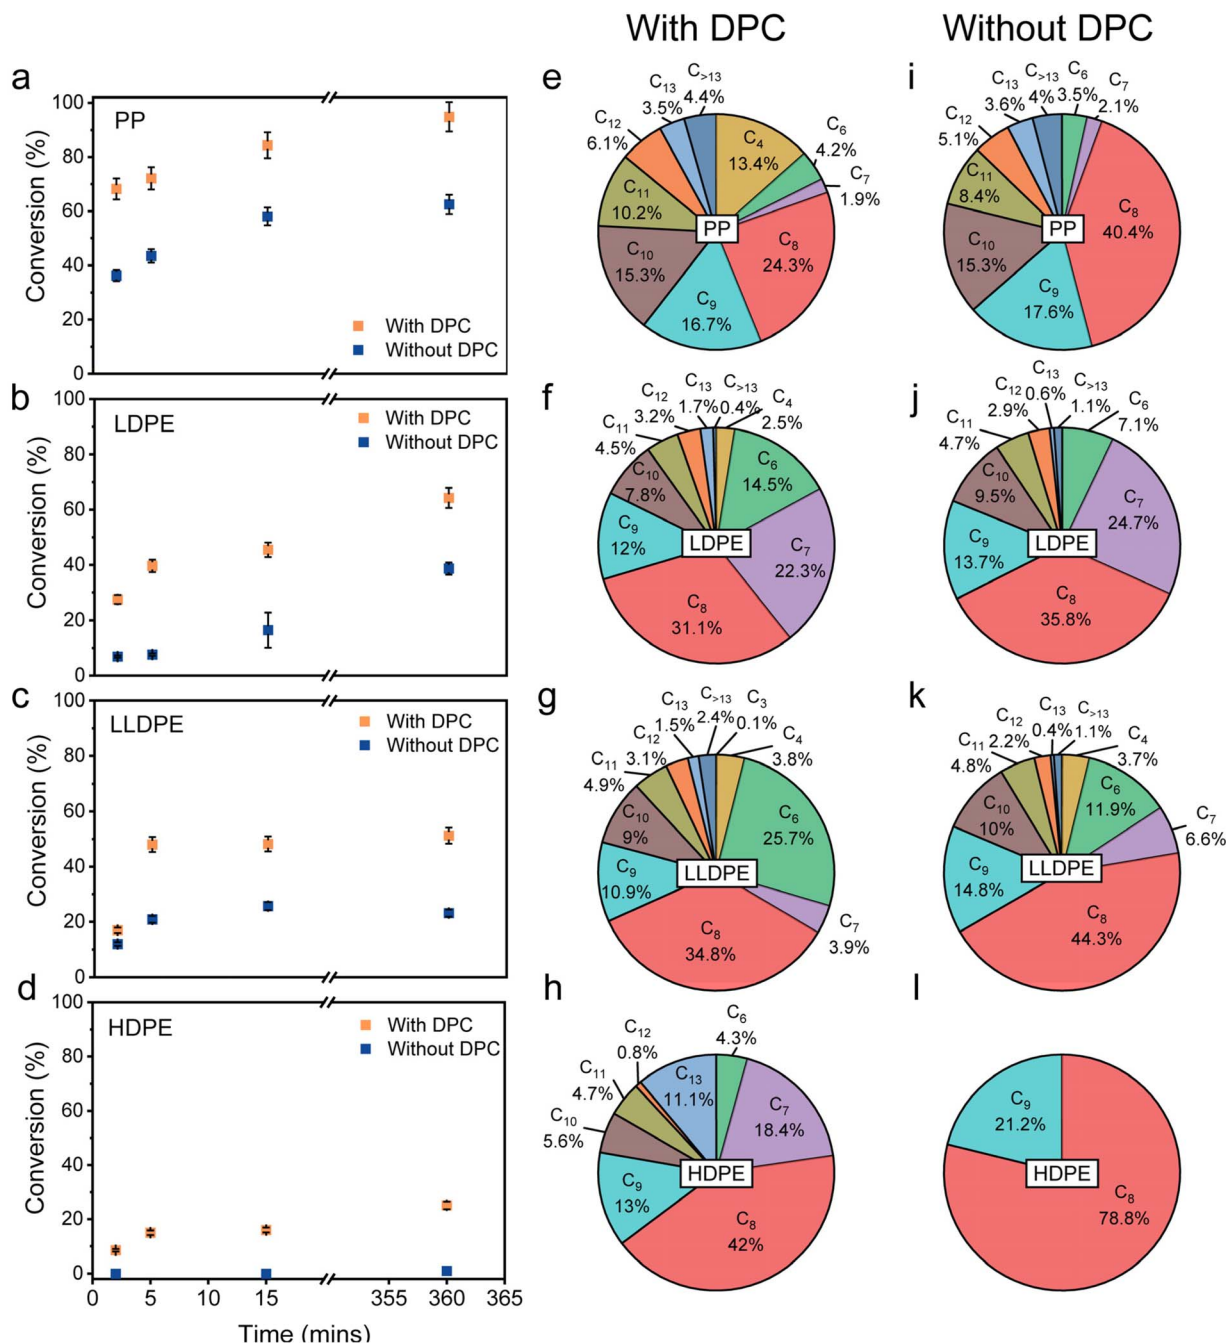 With DPC
Without DPC
a
PP
Conversion (%)
100
80
60
40
20
0
With DPC
Without DPC
e
C4
13.4%
C6
4.2%
C7
1.9%
C8
24.3%
C9
16.7%
C10
15.3%
C11
10.2%
C12
6.1%
C13
3.5%
C>13
4.4%
PP
i
C6
3.5%
C7
2.1%
C8
40.4%
C9
17.6%
C10
15.3%
C11
8.4%
C12
5.1%
C13
3.6%
C>13
4%
PP
b
LDPE
Conversion (%)
100
80
60
40
20
0
With DPC
Without DPC
f
C4
2.5%
C6
14.5%
C7
22.3%
C8
31.1%
C9
12%
C10
7.8%
C11
4.5%
C12
3.2%
C13
1.7%
C>13
0.4%
LDPE
j
C6
7.1%
C7
24.7%
C8
35.8%
C9
13.7%
C10
9.5%
C11
4.7%
C12
2.9%
C13
0.6%
C>13
1.1%
LDPE
c
LLDPE
Conversion (%)
100
80
60
40
20
0
With DPC
Without DPC
g
C3
0.1%
C4
3.8%
C6
25.7%
C7
3.9%
C8
34.8%
C9
10.9%
C10
9%
C11
4.9%
C12
3.1%
C13
1.5%
C>13
2.4%
LLDPE
k
C4
3.7%
C6
11.9%
C7
6.6%
C8
44.3%
C9
14.8%
C10
10%
C11
4.8%
C12
2.2%
C13
0.4%
C>13
1.1%
LLDPE
d
HDPE
Conversion (%)
100
80
60
40
20
0
With DPC
Without DPC
0
5
10
15
355
360
365
Time (mins)
h
C6
4.3%
C7
18.4%
C8
42%
C9
13%
C10
5.6%
C11
4.7%
C12
0.8%
C13
11.1%
HDPE
l
C8
78.8%
C9
21.2%
HDPE